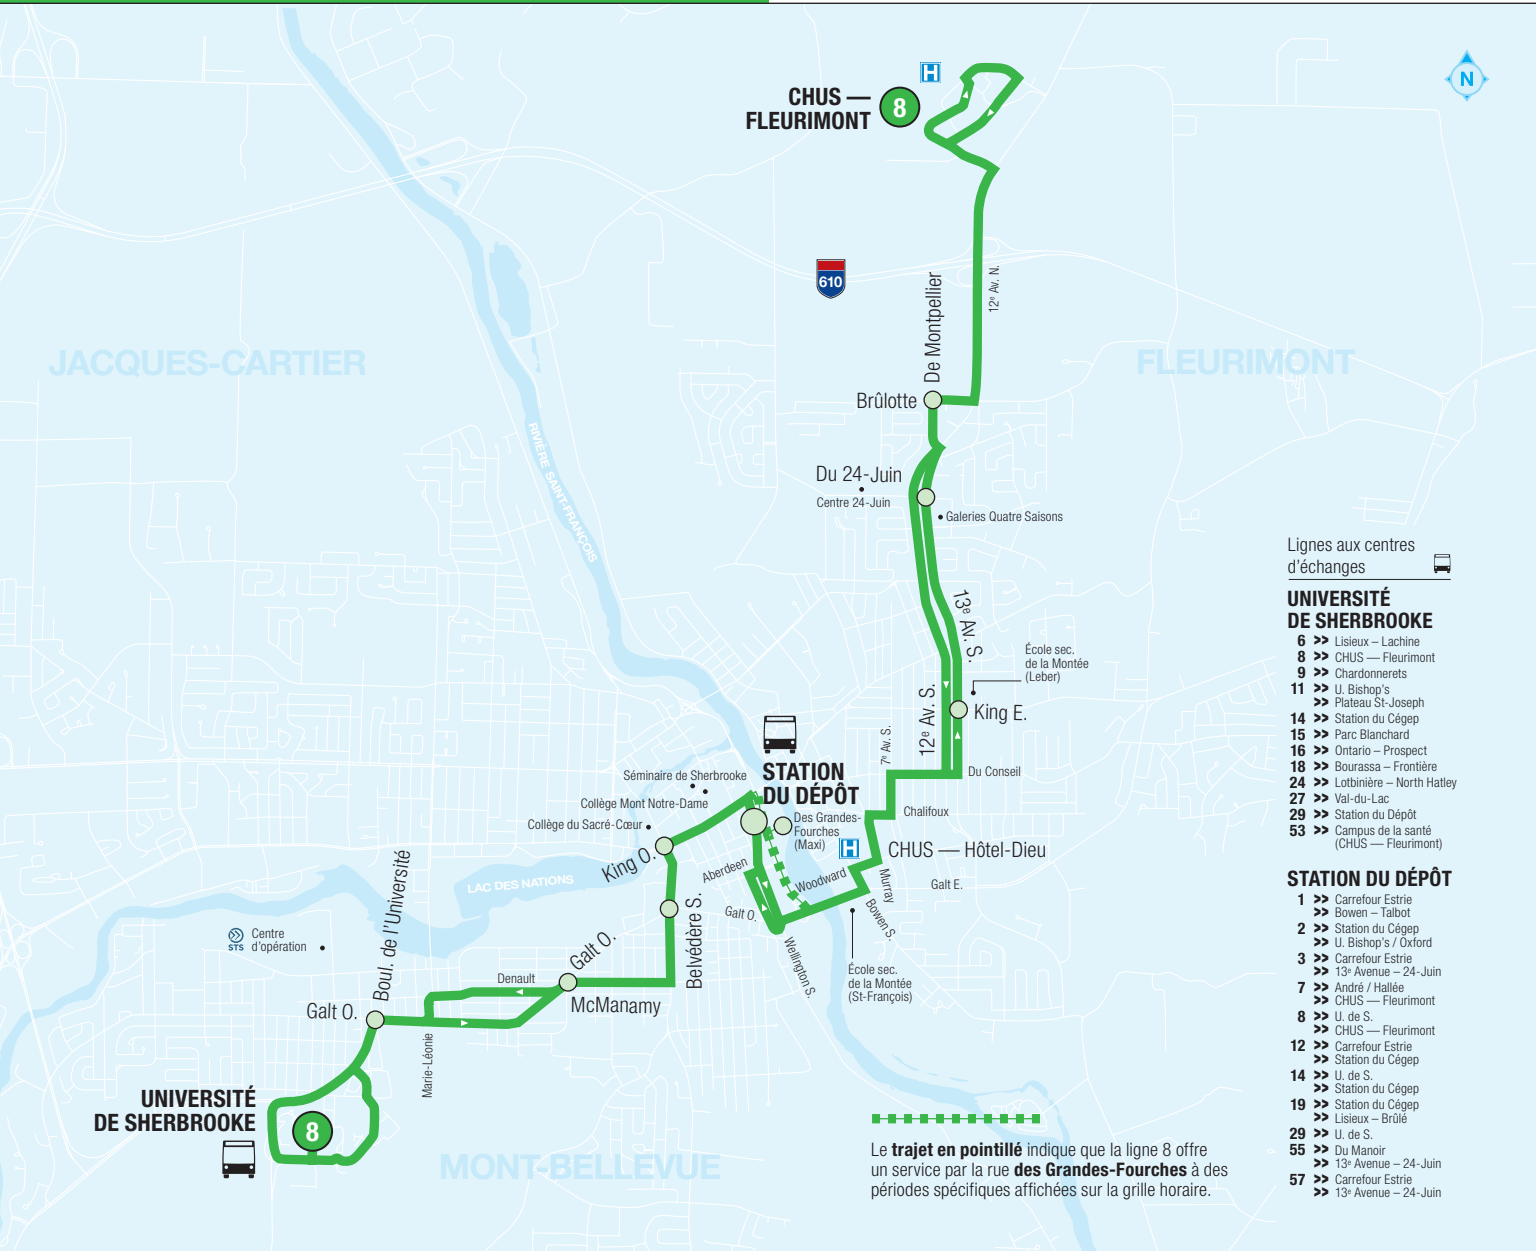 CHUS —
FLEURIMONT
8
H
N
610
12e Av. N.
De Montpellier
JACQUES-CARTIER
FLEURIMONT
Brûlotte
RIVIÈRE SAINT-FRANÇOIS
Du 24-Juin
Centre 24-Juin
Galeries Quatre Saisons
13e Av. S.
École sec.
de la Montée
(Leber)
12e Av. S.
King E.
7e Av. S.
Du Conseil
STATION
DU DÉPÔT
Séminaire de Sherbrooke
Collège Mont Notre-Dame
Collège du Sacré-Cœur
Des Grandes-
Fourches
(Maxi)
Chalifoux
H
CHUS — Hôtel-Dieu
King O.
Aberdeen
Woodward
Murray
Galt E.
LAC DES NATIONS
Galt O.
Bowen S.
Belvédère S.
Wellington S.
École sec.
de la Montée
(St-François)
Boul. de l'Université
STS
Centre
d'opération
Galt O.
Denault
McManamy
Galt O.
Marie-Léonie
UNIVERSITÉ
DE SHERBROOKE
8
MONT-BELLEVUE
Le trajet en pointillé indique que la ligne 8 offre
un service par la rue des Grandes-Fourches à des
périodes spécifiques affichées sur la grille horaire.
Lignes aux centres
d'échanges
UNIVERSITÉ
DE SHERBROOKE
6 >> Lisieux – Lachine
8 >> CHUS — Fleurimont
9 >> Chardonnerets
11 >> U. Bishop's
>> Plateau St-Joseph
14 >> Station du Cégep
15 >> Parc Blanchard
16 >> Ontario – Prospect
18 >> Bourassa – Frontière
24 >> Lotbinière – North Hatley
27 >> Val-du-Lac
29 >> Station du Dépôt
53 >> Campus de la santé
(CHUS — Fleurimont)
STATION DU DÉPÔT
1 >> Carrefour Estrie
>> Bowen – Talbot
2 >> Station du Cégep
>> U. Bishop's / Oxford
3 >> Carrefour Estrie
>> 13e Avenue – 24-Juin
7 >> André / Hallée
>> CHUS — Fleurimont
8 >> U. de S.
>> CHUS — Fleurimont
12 >> Carrefour Estrie
>> Station du Cégep
14 >> U. de S.
>> Station du Cégep
19 >> Station du Cégep
>> Lisieux – Brûlé
29 >> U. de S.
55 >> Du Manoir
>> 13e Avenue – 24-Juin
57 >> Carrefour Estrie
>> 13e Avenue – 24-Juin